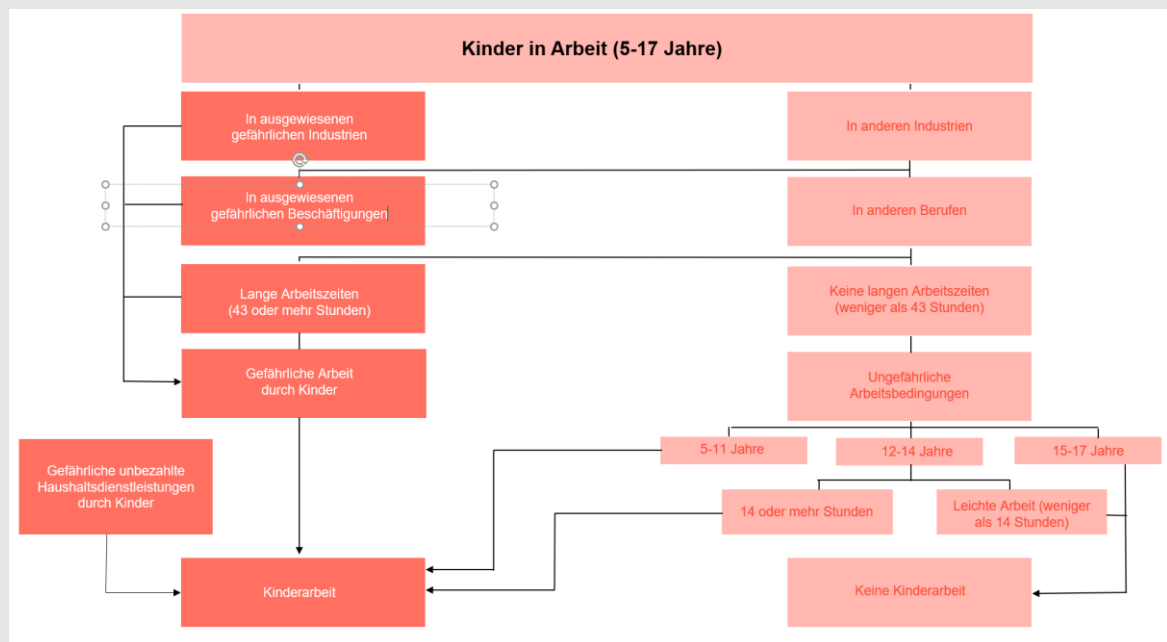 Kinder in Arbeit (5-17 Jahre)
In ausgewiesenen
gefährlichen Industrien
In anderen Industrien
In ausgewiesenen
gefährlichen Beschäftigungen
In anderen Berufen
Lange Arbeitszeiten
(43 oder mehr Stunden)
Keine langen Arbeitszeiten
(weniger als 43 Stunden)
Gefährliche Arbeit
durch Kinder
Ungefährliche
Arbeitsbedingungen
5-11 Jahre
12-14 Jahre
15-17 Jahre
Gefährliche unbezahlte
Haushaltsdienstleistungen
durch Kinder
14 oder mehr Stunden
Leichte Arbeit (weniger
als 14 Stunden)
Kinderarbeit
Keine Kinderarbeit